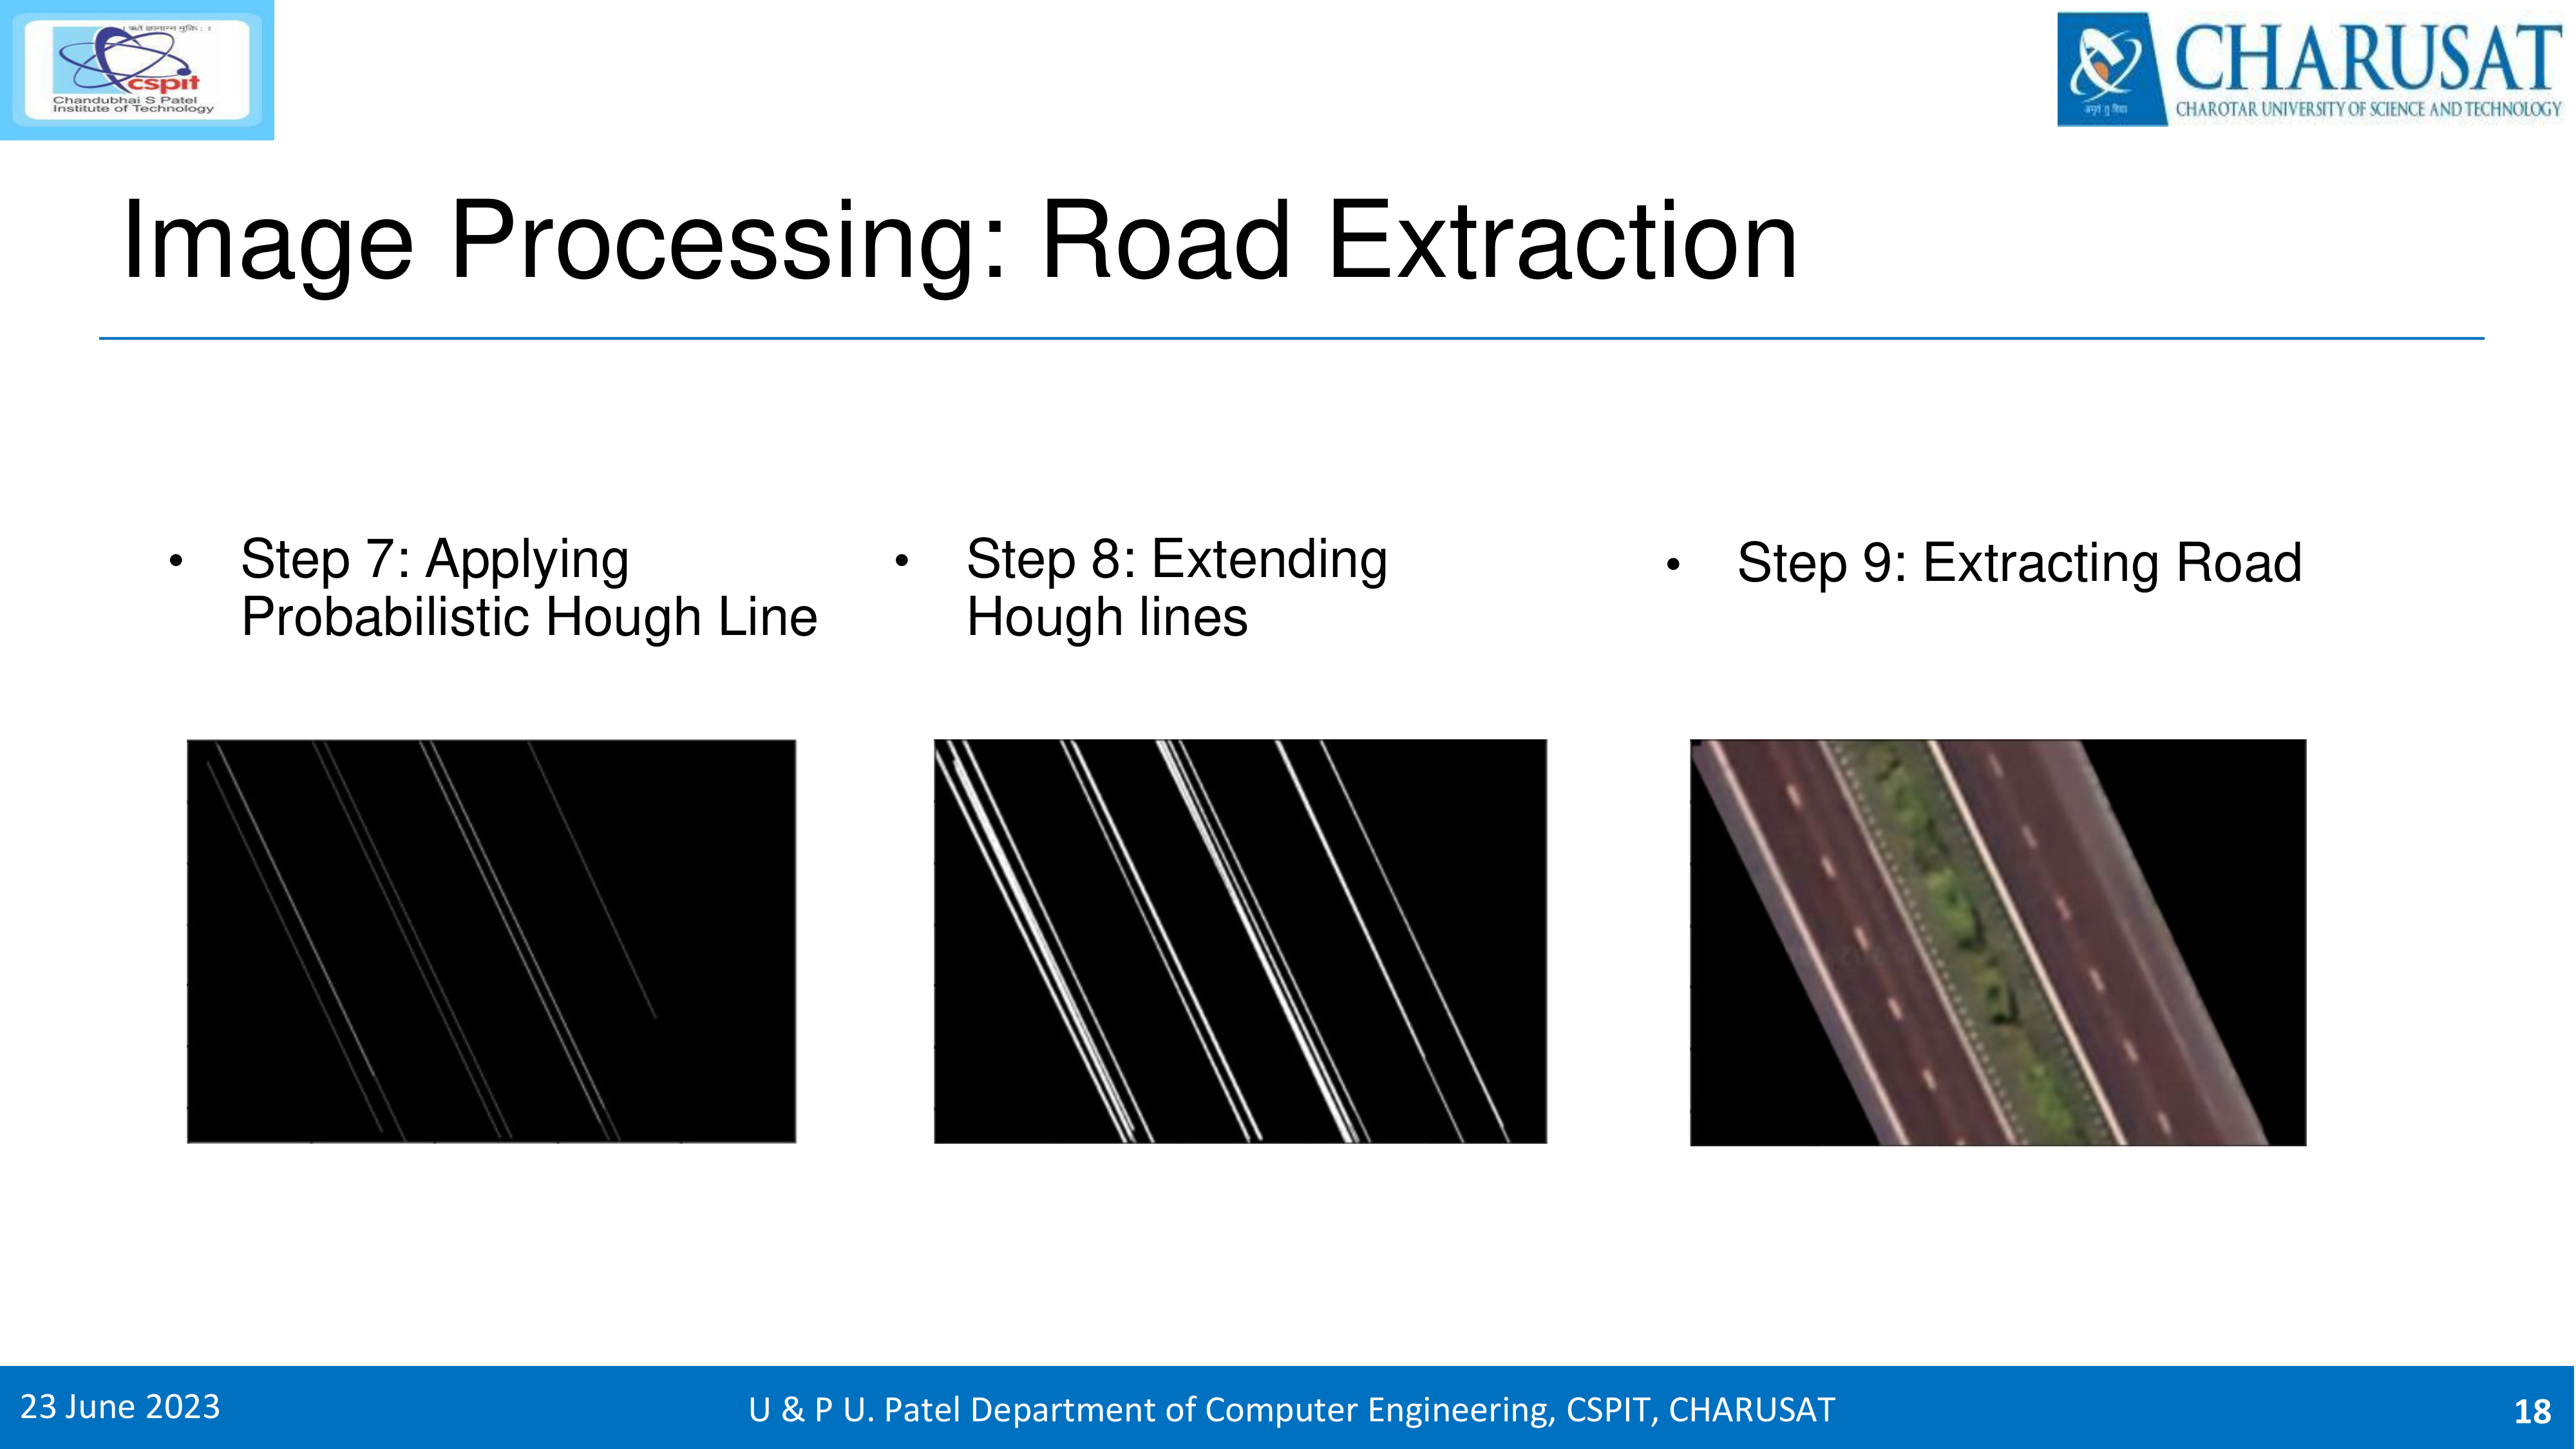 cspit
Chandubhai S Patel
Institute of Technology
CHARUSAT
CHAROTAR UNIVERSITY OF SCIENCE AND TECHNOLOGY
Image Processing: Road Extraction
• Step 7: Applying
Probabilistic Hough Line
• Step 8: Extending
Hough lines
• Step 9: Extracting Road
23 June 2023
U & P U. Patel Department of Computer Engineering, CSPIT, CHARUSAT
18